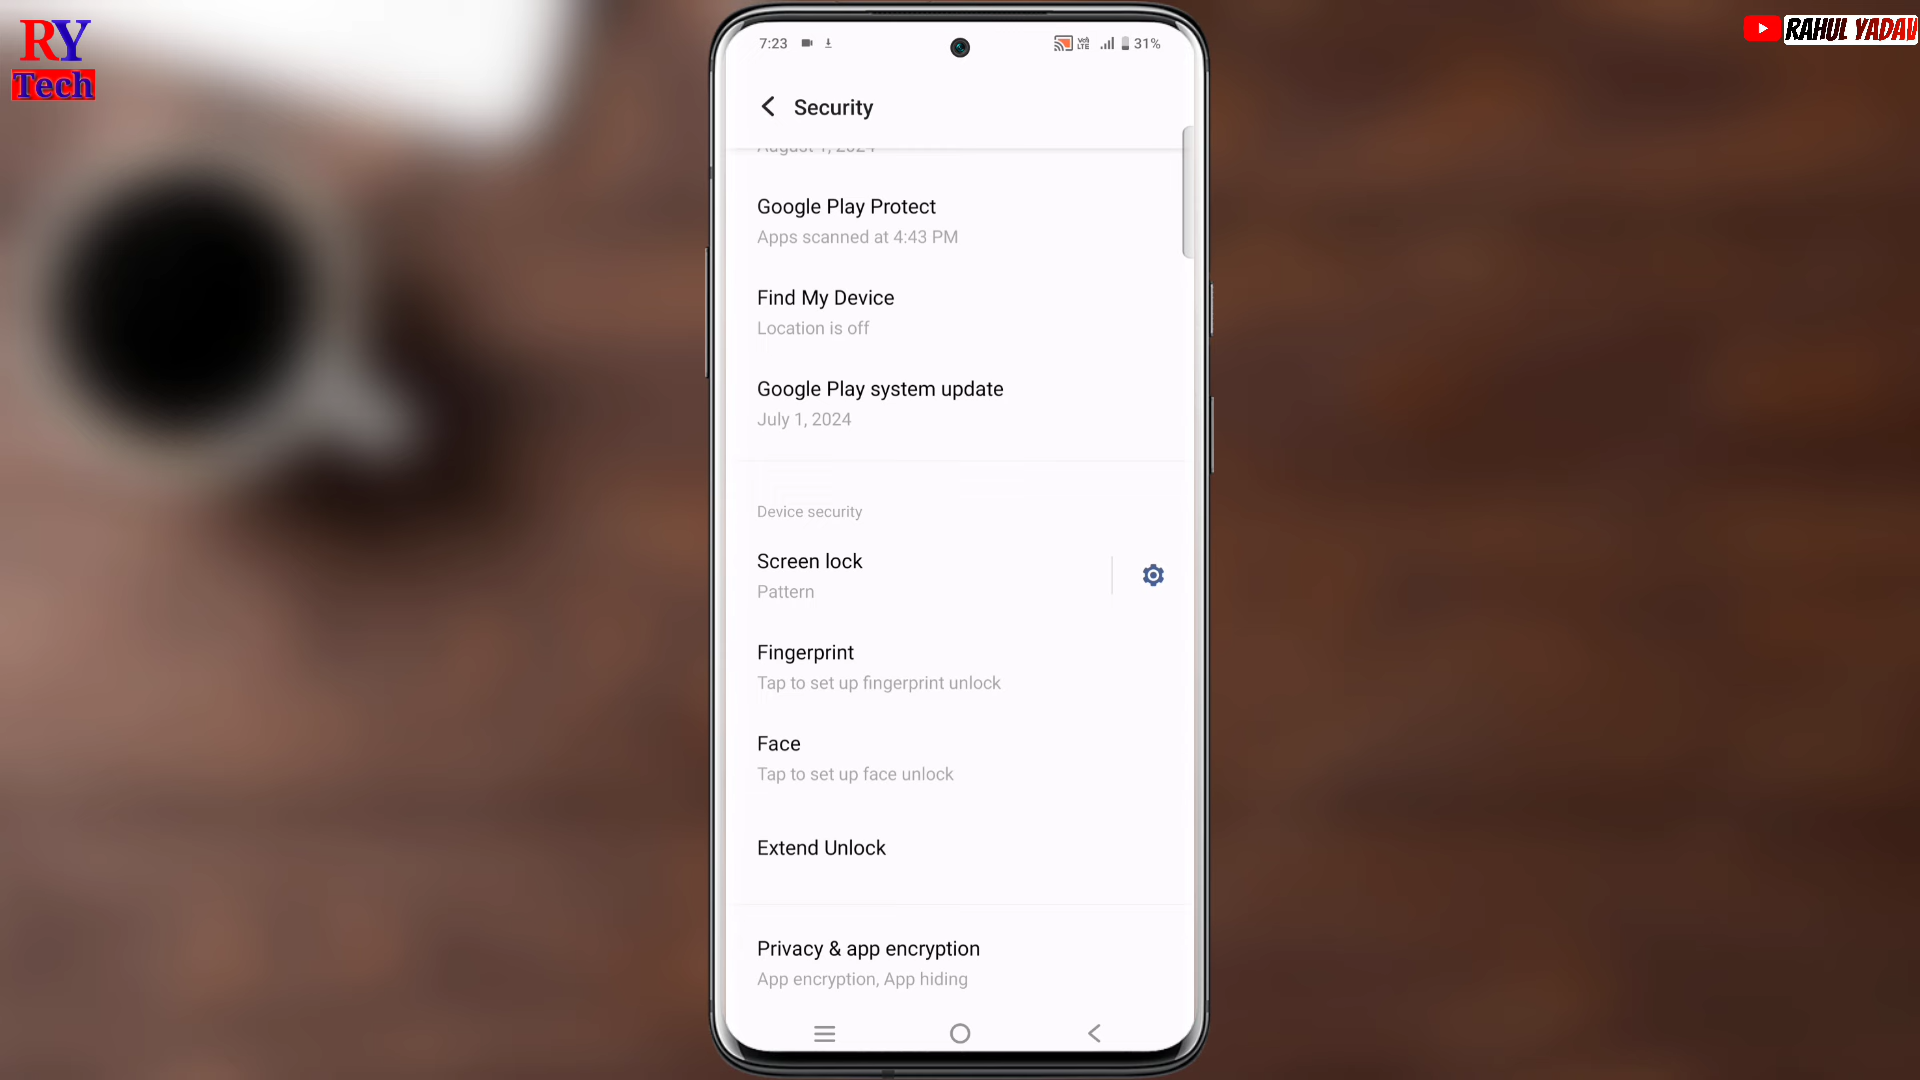 RY
Tech
RAHUL YADAV
7:23
31%
Security
August 1, 2024
Google Play Protect
Apps scanned at 4:43 PM
Find My Device
Location is off
Google Play system update
July 1, 2024
Device security
Screen lock
Pattern
Fingerprint
Tap to set up fingerprint unlock
Face
Tap to set up face unlock
Extend Unlock
Privacy & app encryption
App encryption, App hiding